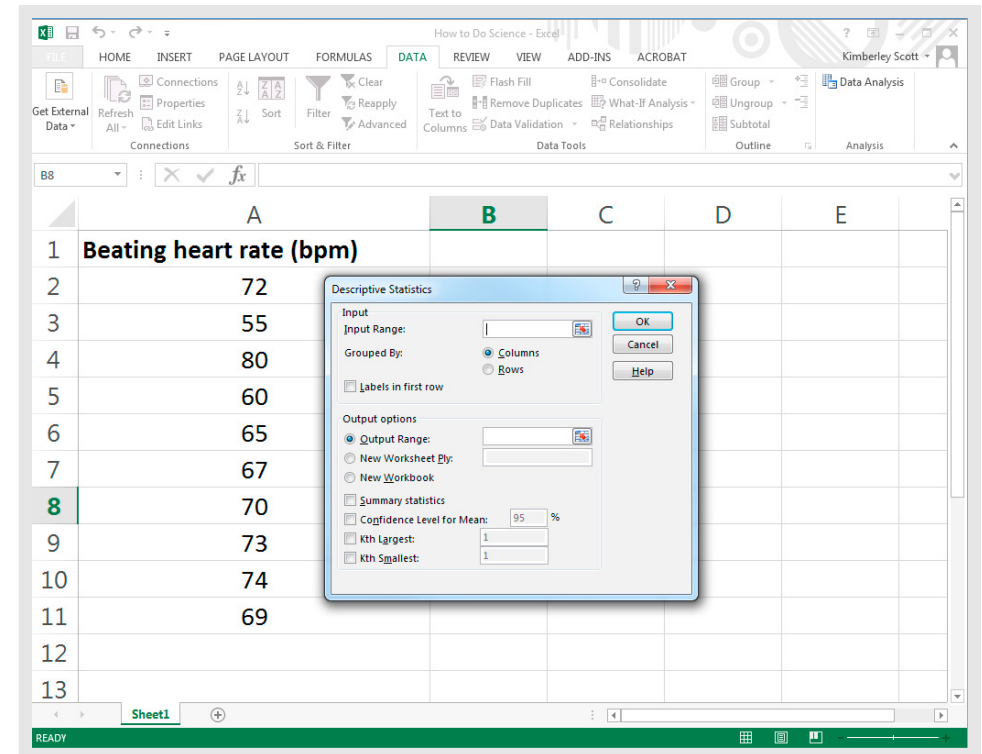 How to Do Science - Excel
FILE HOME INSERT PAGE LAYOUT FORMULAS DATA REVIEW VIEW ADD-INS ACROBAT Kimberley Scott
Get External Data
Refresh All
Connections
Properties
Edit Links
Connections
Sort
Filter
Clear
Reapply
Advanced
Sort & Filter
Text to Columns
Flash Fill
Remove Duplicates
Data Validation
Consolidate
What-If Analysis
Relationships
Data Tools
Group
Ungroup
Subtotal
Outline
Data Analysis
Analysis
B8 fx
A B C D E
1 Beating heart rate (bpm)
2 72
3 55
4 80
5 60
6 65
7 67
8 70
9 73
10 74
11 69
12
13
Descriptive Statistics
Input
Input Range:
Grouped By: Columns
Rows
Labels in first row
OK
Cancel
Help
Output options
Output Range:
New Worksheet Ply:
New Workbook
Summary statistics
Confidence Level for Mean: 95 %
Kth Largest: 1
Kth Smallest: 1
Sheet1
READY